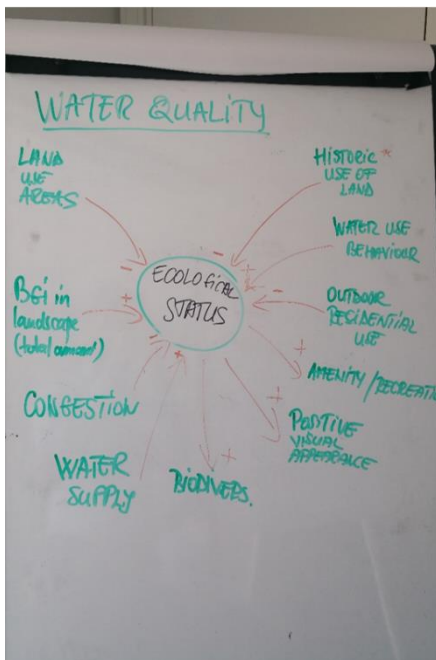 WATER QUALITY
LAND
USE
AREAS
HISTORIC *
USE OF
LAND
WATER USE
BEHAVIOUR
ECOLOGICAL
STATUS
BGI in
landscape
(total amount)
OUTDOOR
RESIDENTIAL
USE
AMENITY/RECREATIO
CONGESTION
POSITIVE
VISUAL
APPEARANCE
WATER
SUPPLY
BIODIVERS.
-
-
+
+
-
-
+
+
+
+